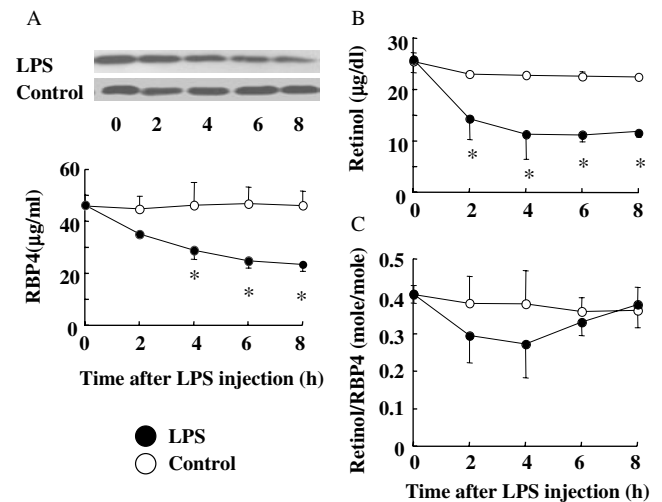 A
LPS
Control
0 2 4 6 8
RBP4(μg/ml)
60
40
20
0
*
*
*
0 2 4 6 8
Time after LPS injection (h)
LPS
Control
B
Retinol (μg/dl)
30
20
10
0
*
*
*
*
0 2 4 6 8
C
Retinol/RBP4 (mole/mole)
0.5
0.4
0.3
0.2
0.1
0
0 2 4 6 8
Time after LPS injection (h)